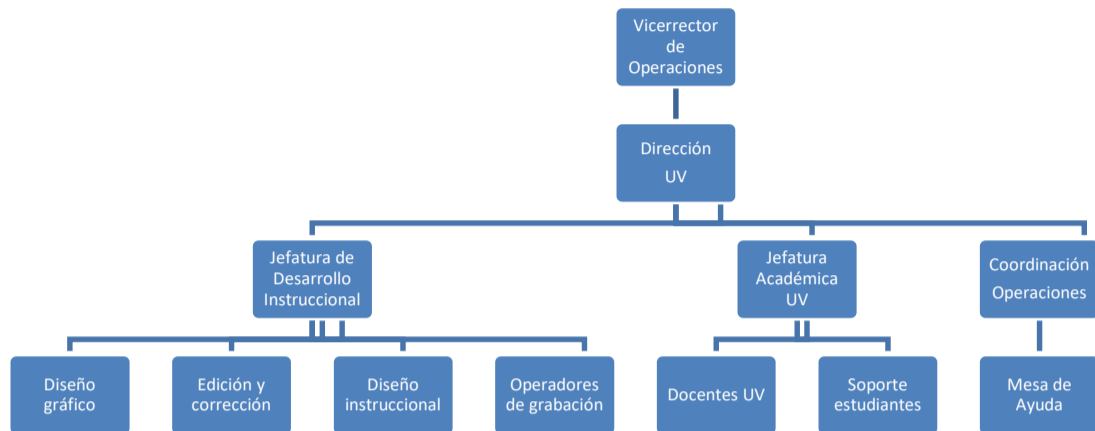 Vicerrector
de
Operaciones
Dirección
UV
Jefatura de
Desarrollo
Instruccional
Jefatura
Académica
UV
Coordinación
Operaciones
Diseño
gráfico
Edición y
corrección
Diseño
instruccional
Operadores
de grabación
Docentes UV
Soporte
estudiantes
Mesa de
Ayuda